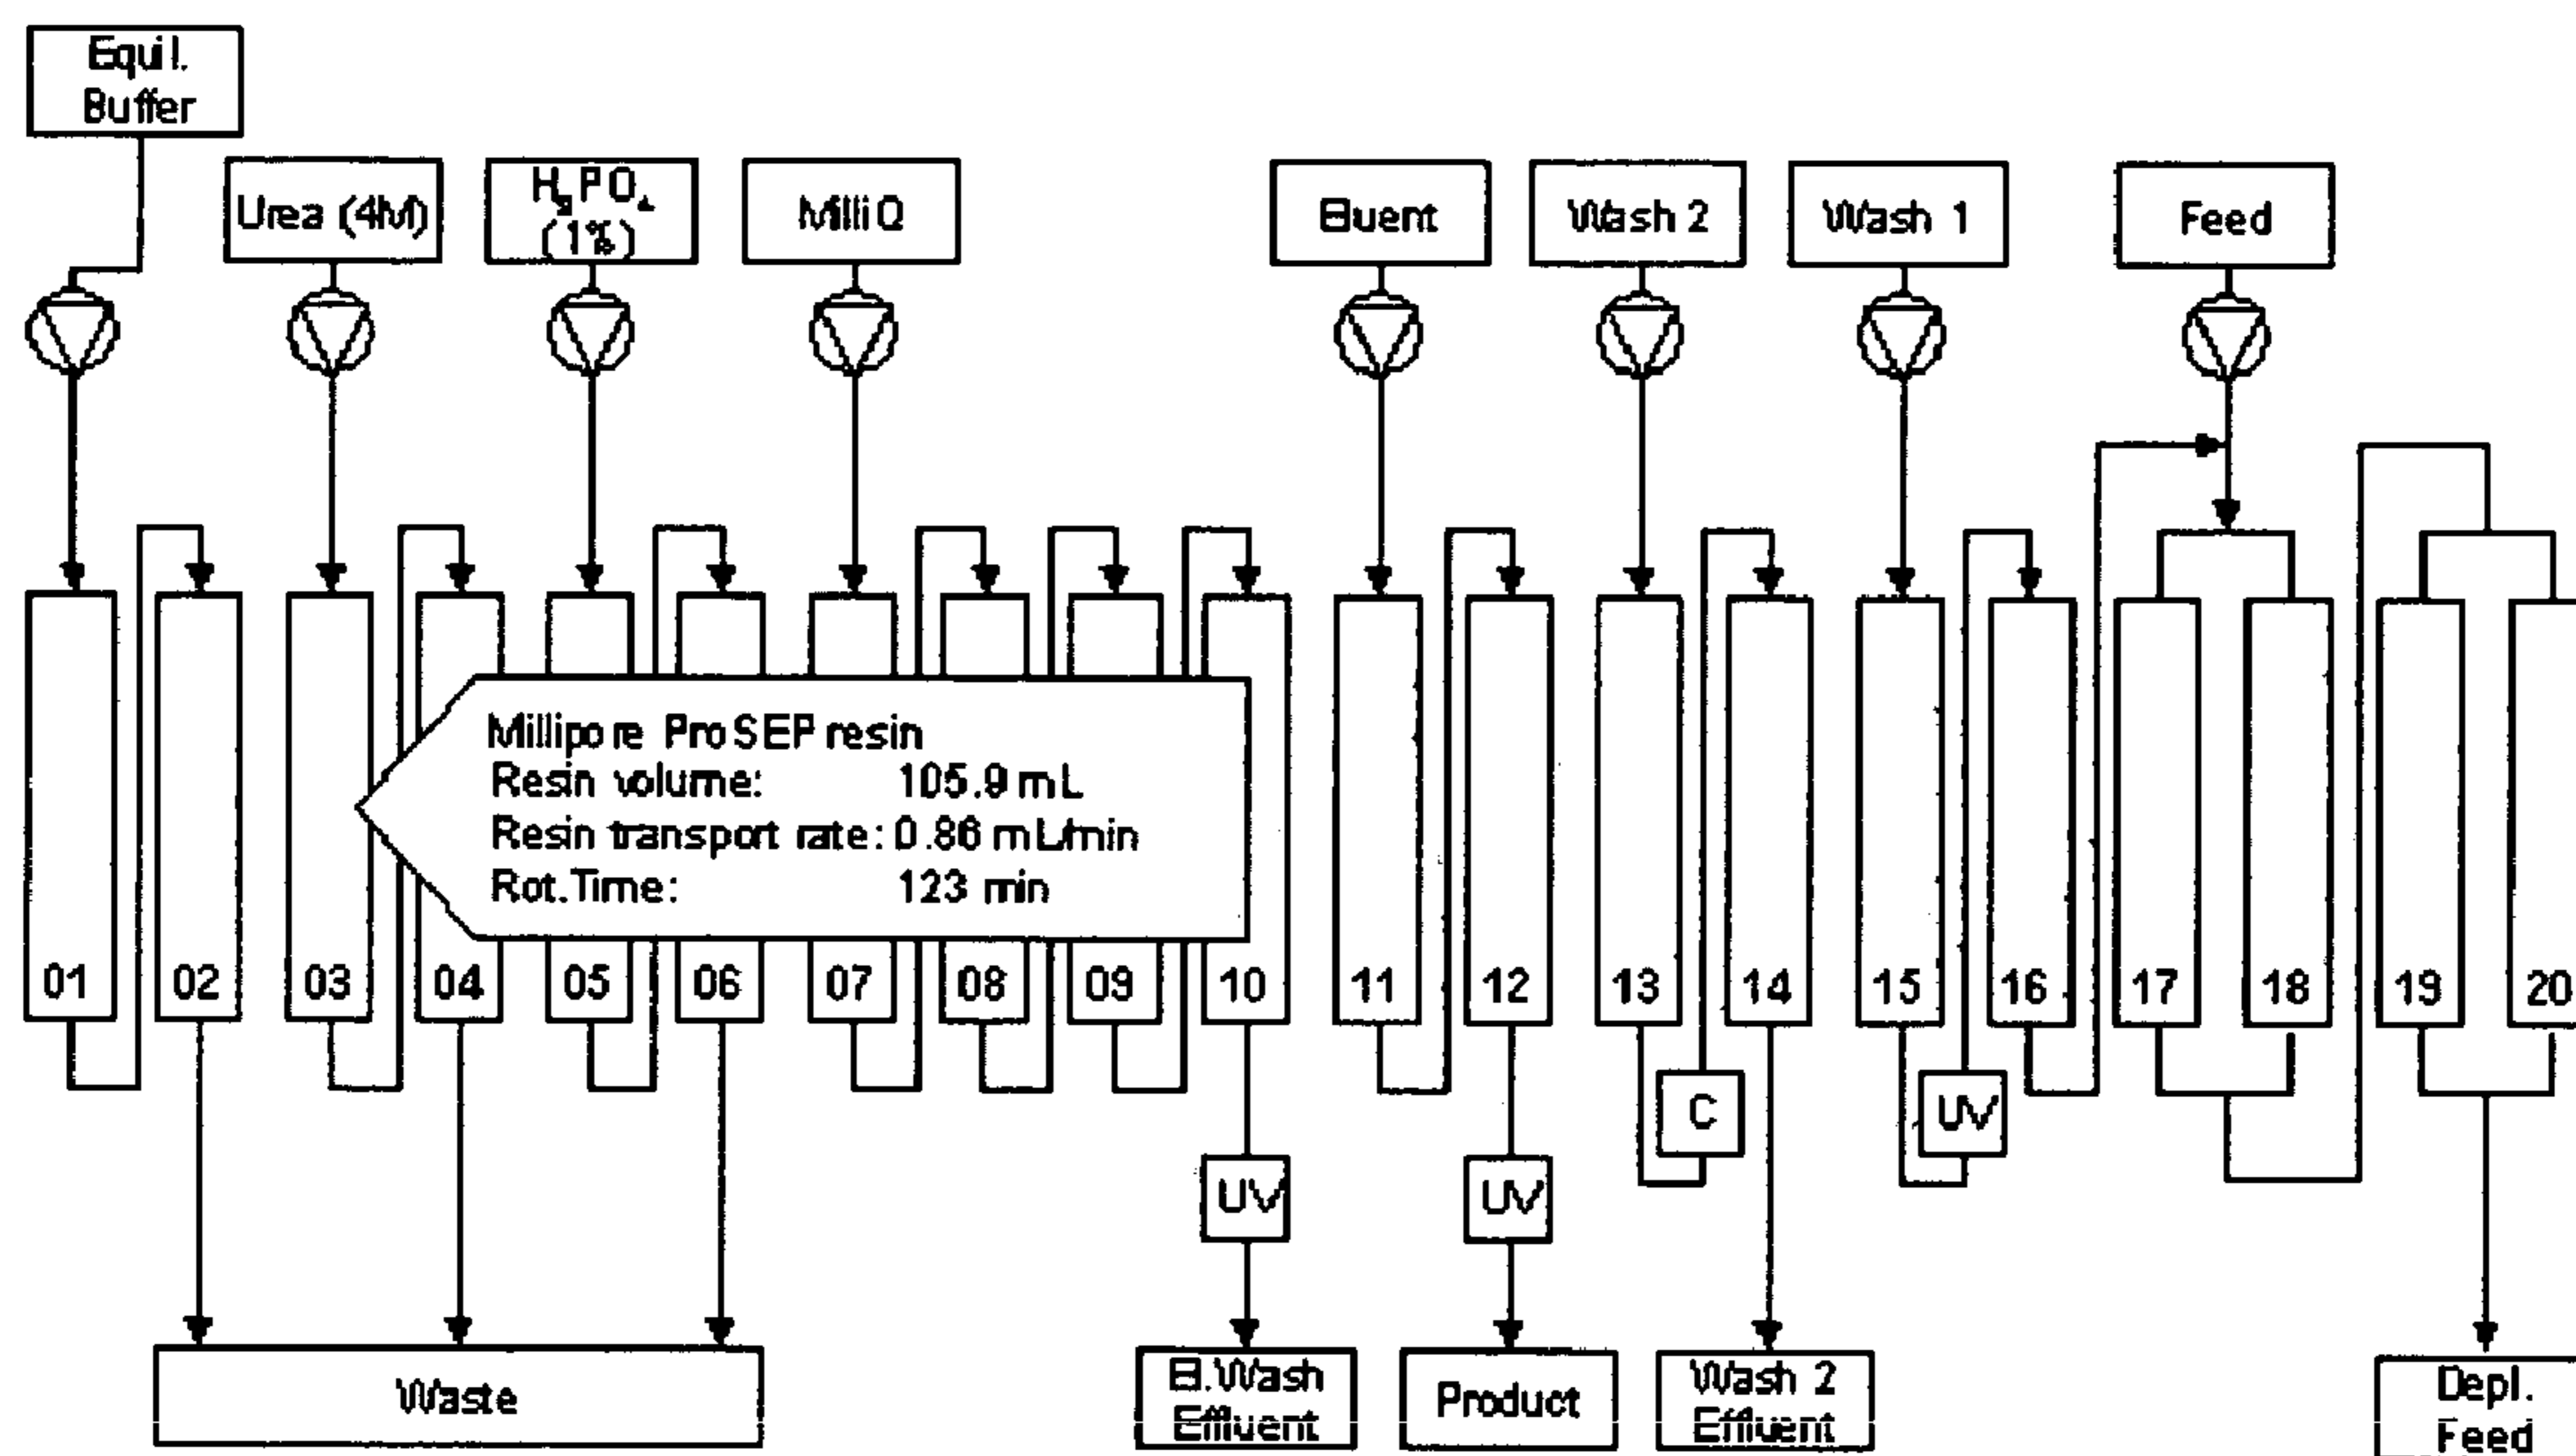 Equil.
Buffer
Urea (4M)
H3PO4
(1%)
MilliQ
Eluent
Wash 2
Wash 1
Feed
Millipore ProSEP resin
Resin volume: 105.9 mL
Resin transport rate: 0.86 mL/min
Rot.Time: 123 min
01
02
03
04
05
06
07
08
09
10
11
12
13
14
15
16
17
18
19
20
C
UV
UV
UV
Waste
El.Wash
Effluent
Product
Wash 2
Effluent
Depl.
Feed